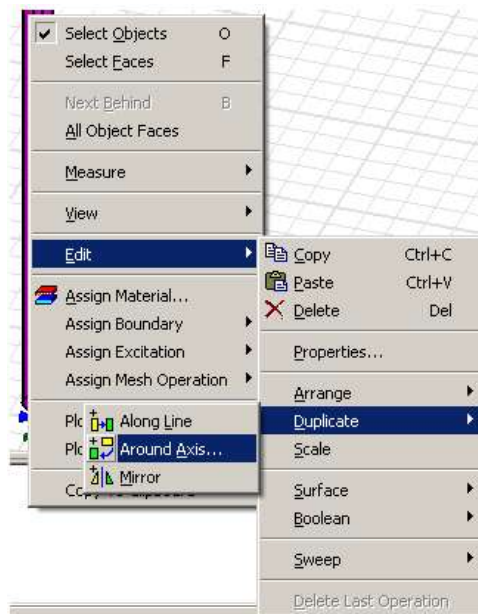 Select Objects O
Select Faces F
Next Behind B
All Object Faces
Measure
View
Edit
Assign Material...
Assign Boundary
Assign Excitation
Assign Mesh Operation
Copy Ctrl+C
Paste Ctrl+V
Delete Del
Properties...
Arrange
Duplicate
Scale
Surface
Boolean
Sweep
Delete Last Operation
Along Line
Around Axis...
Mirror